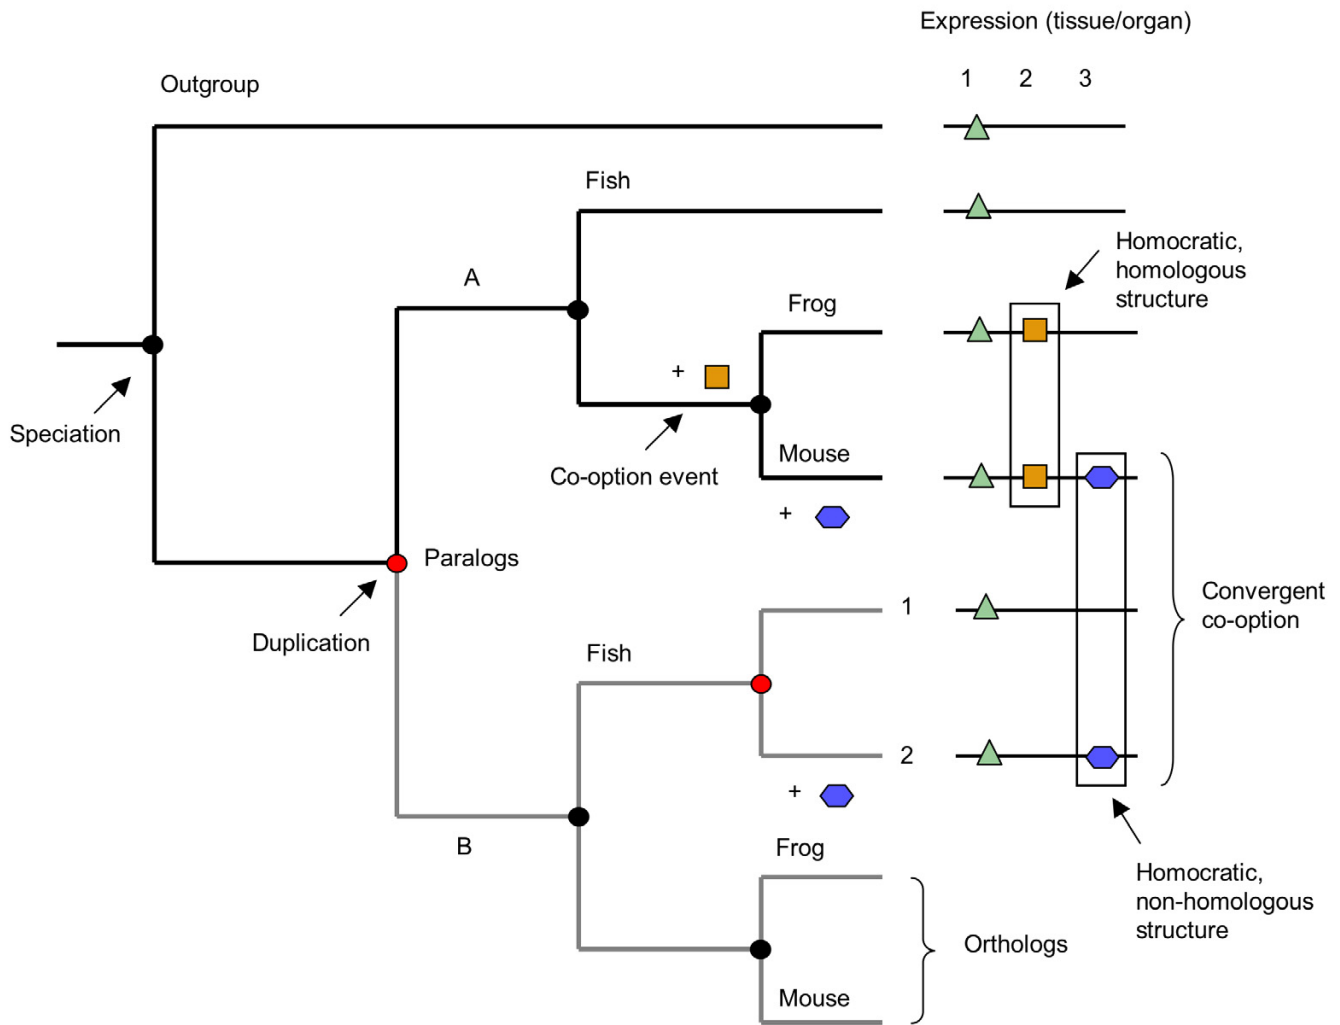 Expression (tissue/organ)
1 2 3
Outgroup
Fish
Homocratic,
homologous
structure
A
Frog
+
Speciation
Co-option event
Mouse
+
Paralogs
Convergent
co-option
1
Duplication
Fish
2
+
B
Frog
Homocratic,
non-homologous
structure
Orthologs
Mouse